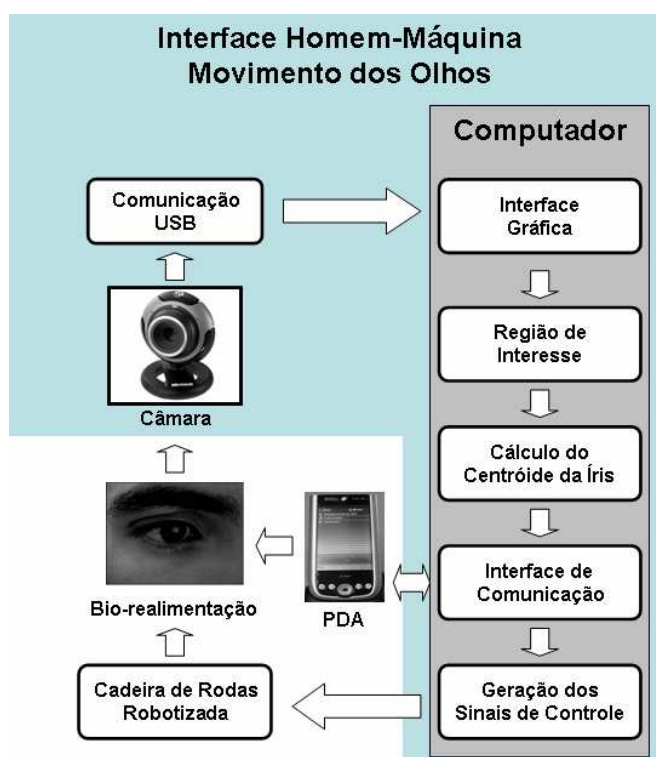 Interface Homem-Máquina
Movimento dos Olhos
Computador
Comunicação
USB
Interface
Gráfica
Região de
Interesse
Câmara
Cálculo do
Centróide da Íris
Interface de
Comunicação
Bio-realimentação
PDA
Cadeira de Rodas
Robotizada
Geração dos
Sinais de Controle